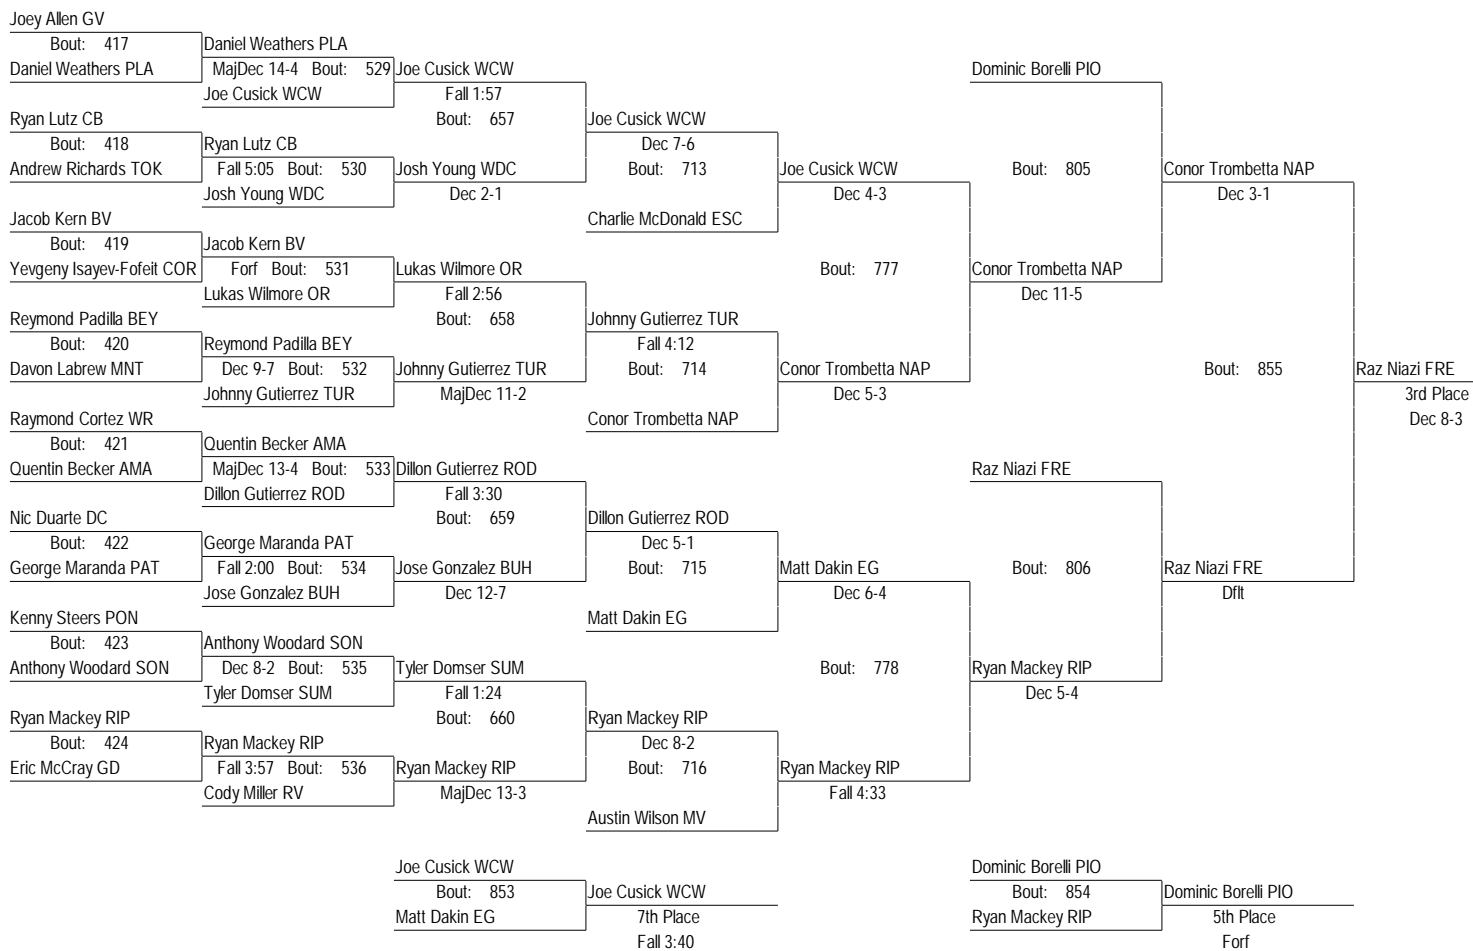 Joey Allen GV
Bout: 417 Daniel Weathers PLA
Daniel Weathers PLA MajDec 14-4 Bout: 529 Joe Cusick WCW Dominic Borelli PIO
Joe Cusick WCW Fall 1:57
Ryan Lutz CB Bout: 657 Joe Cusick WCW
Bout: 418 Ryan Lutz CB Dec 7-6
Andrew Richards TOK Fall 5:05 Bout: 530 Josh Young WDC Bout: 713 Joe Cusick WCW Bout: 805 Conor Trombetta NAP
Josh Young WDC Dec 2-1 Dec 4-3 Dec 3-1
Jacob Kern BV Charlie McDonald ESC
Bout: 419 Jacob Kern BV
Yevgeny Isayev-Fofeit COR Forf Bout: 531 Lukas Wilmore OR Bout: 777 Conor Trombetta NAP
Lukas Wilmore OR Fall 2:56 Dec 11-5
Reymond Padilla BEY Bout: 658 Johnny Gutierrez TUR
Bout: 420 Reymond Padilla BEY Fall 4:12
Davon Labrew MNT Dec 9-7 Bout: 532 Johnny Gutierrez TUR Bout: 714 Conor Trombetta NAP Bout: 855 Raz Niazi FRE
Johnny Gutierrez TUR MajDec 11-2 Dec 5-3 3rd Place
Raymond Cortez WR Conor Trombetta NAP Dec 8-3
Bout: 421 Quentin Becker AMA
Quentin Becker AMA MajDec 13-4 Bout: 533 Dillon Gutierrez ROD Raz Niazi FRE
Dillon Gutierrez ROD Fall 3:30
Nic Duarte DC Bout: 659 Dillon Gutierrez ROD
Bout: 422 George Maranda PAT Dec 5-1
George Maranda PAT Fall 2:00 Bout: 534 Jose Gonzalez BUH Bout: 715 Matt Dakin EG Bout: 806 Raz Niazi FRE
Jose Gonzalez BUH Dec 12-7 Dec 6-4 Dflt
Kenny Steers PON Matt Dakin EG
Bout: 423 Anthony Woodard SON
Anthony Woodard SON Dec 8-2 Bout: 535 Tyler Domser SUM Bout: 778 Ryan Mackey RIP
Tyler Domser SUM Fall 1:24 Dec 5-4
Ryan Mackey RIP Bout: 660 Ryan Mackey RIP
Bout: 424 Ryan Mackey RIP Dec 8-2
Eric McCray GD Fall 3:57 Bout: 536 Ryan Mackey RIP Bout: 716 Ryan Mackey RIP
Cody Miller RV MajDec 13-3 Fall 4:33
Austin Wilson MV
Joe Cusick WCW Dominic Borelli PIO
Bout: 853 Joe Cusick WCW Bout: 854 Dominic Borelli PIO
Matt Dakin EG 7th Place Ryan Mackey RIP 5th Place
Fall 3:40 Forf